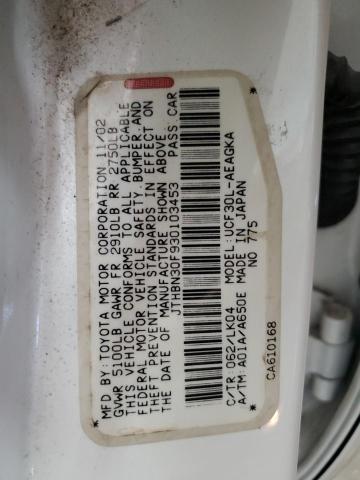 MFD BY: TOYOTA MOTOR CORPORATION 11/02
GVWR 5100LB GAWR FR 2910LB RR 2750LB
THIS VEHICLE CONFORMS TO ALL APPLICABLE
FEDERAL MOTOR VEHICLE SAFETY, BUMPER, AND
THEFT PREVENTION STANDARDS IN EFFECT ON
THE DATE OF MANUFACTURE SHOWN ABOVE.
JTHBN30F930103453 PASS CAR
C/TR: 062/LK04 MODEL: UCF30L-AEAGKA
A/TM: A01A/A650E MADE IN JAPAN
NO 775
CA610168